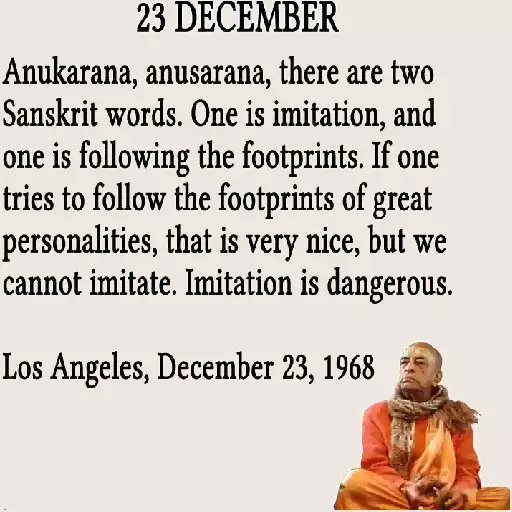 23 DECEMBER
Anukarana, anusarana, there are two
Sanskrit words. One is imitation, and
one is following the footprints. If one
tries to follow the footprints of great
personalities, that is very nice, but we
cannot imitate. Imitation is dangerous.
Los Angeles, December 23, 1968